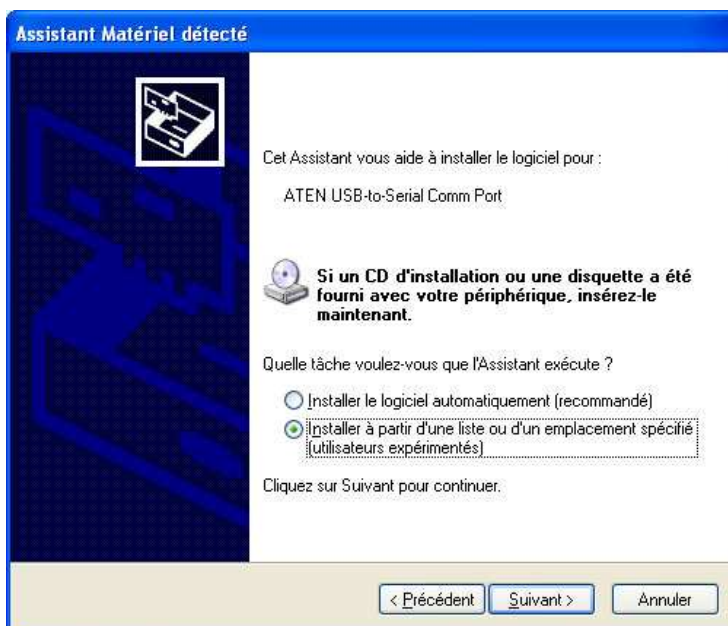 Assistant Matériel détecté
Cet Assistant vous aide à installer le logiciel pour :
ATEN USB-to-Serial Comm Port
Si un CD d'installation ou une disquette a été
fourni avec votre périphérique, insérez-le
maintenant.
Quelle tâche voulez-vous que l'Assistant exécute ?
Installer le logiciel automatiquement (recommandé)
Installer à partir d'une liste ou d'un emplacement spécifié
(utilisateurs expérimentés)
Cliquez sur Suivant pour continuer.
< Précédent Suivant > Annuler